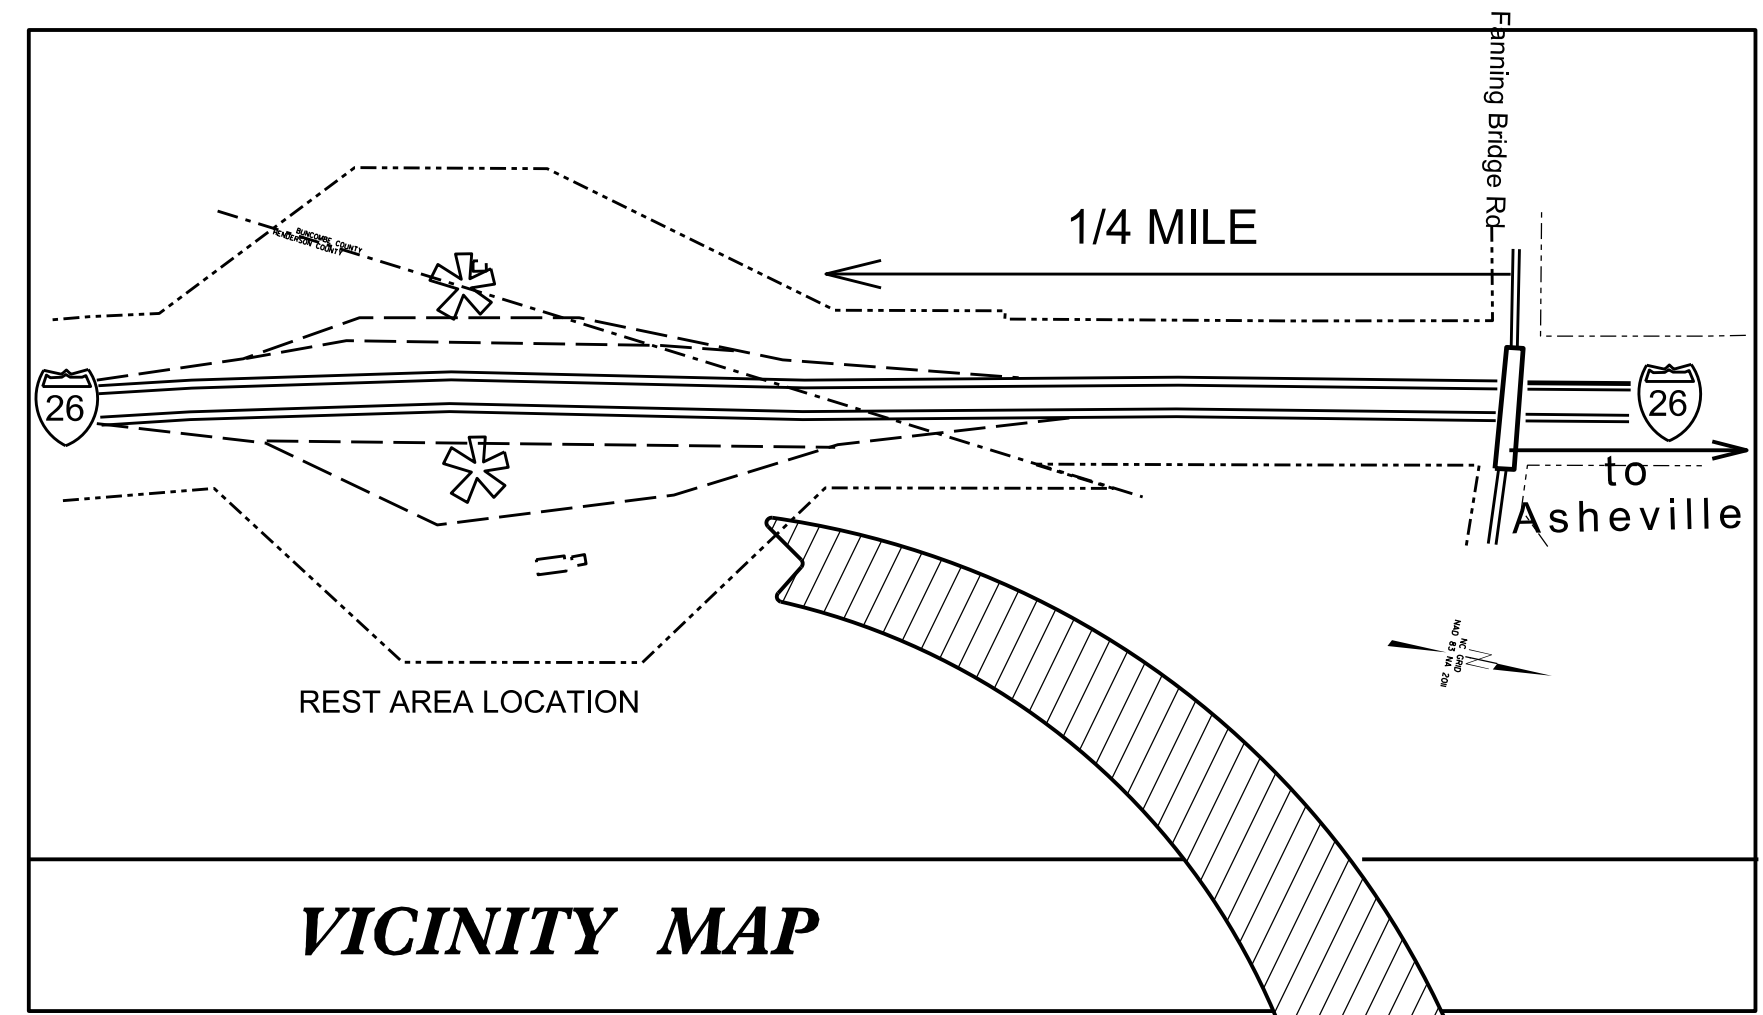 Fanning Bridge Rd
1/4 MILE
BUNCOMBE COUNTY
HENDERSON COUNTY
26
26
to
Asheville
NC GRID
NAD 83 NA 2011
REST AREA LOCATION
VICINITY MAP